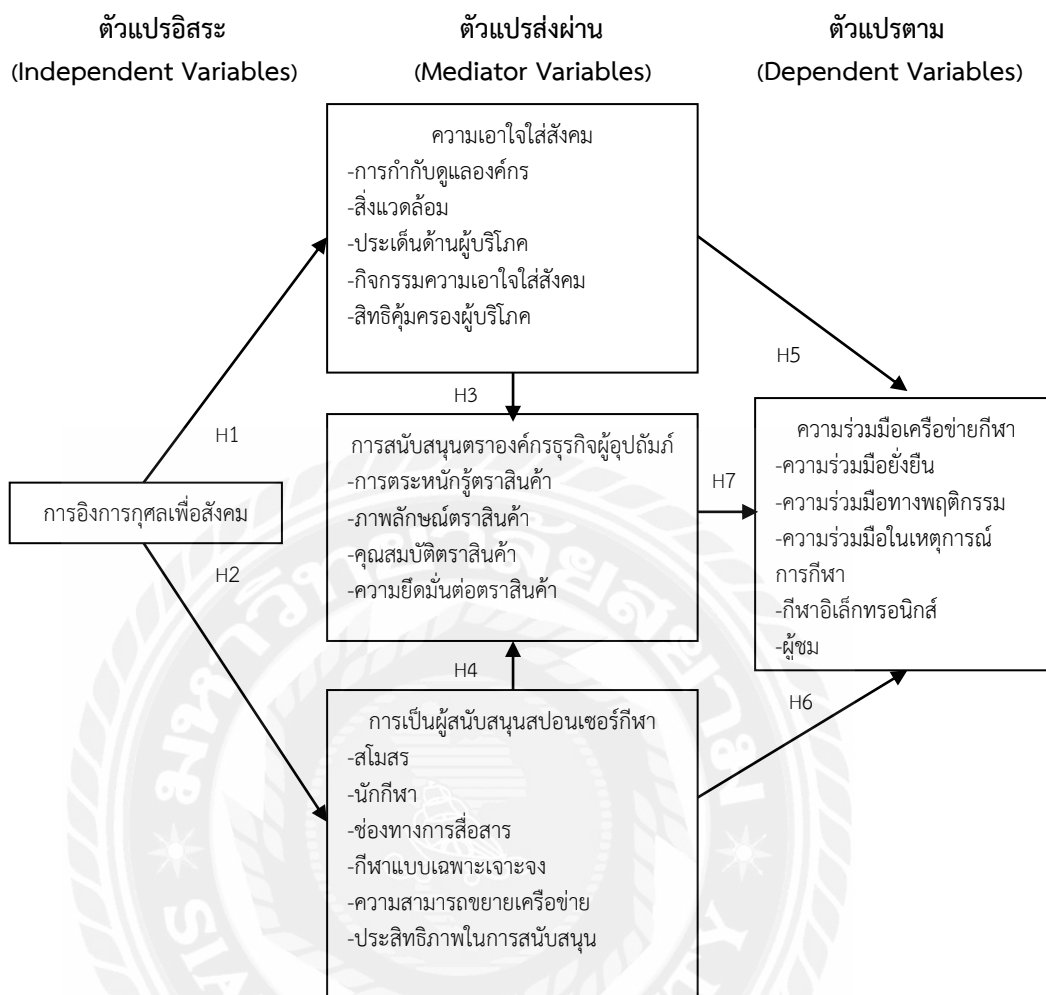 ตัวแปรอิสระ
(Independent Variables)
ตัวแปรส่งผ่าน
(Mediator Variables)
ตัวแปรตาม
(Dependent Variables)
ความเอาใจใส่สังคม
-การกำกับดูแลองค์กร
-สิ่งแวดล้อม
-ประเด็นด้านผู้บริโภค
-กิจกรรมความเอาใจใส่สังคม
-สิทธิคุ้มครองผู้บริโภค
H1
H3
H5
การอิงการกุศลเพื่อสังคม
H2
การสนับสนุนตราองค์กรธุรกิจผู้อุปถัมภ์
-การตระหนักรู้ตราสินค้า
-ภาพลักษณ์ตราสินค้า
-คุณสมบัติตราสินค้า
-ความยึดมั่นต่อตราสินค้า
H7
ความร่วมมือเครือข่ายกีฬา
-ความร่วมมือยั่งยืน
-ความร่วมมือทางพฤติกรรม
-ความร่วมมือในเหตุการณ์
การกีฬา
-กีฬาอิเล็กทรอนิกส์
-ผู้ชม
H4
H6
การเป็นผู้สนับสนุนสปอนเซอร์กีฬา
-สโมสร
-นักกีฬา
-ช่องทางการสื่อสาร
-กีฬาแบบเฉพาะเจาะจง
-ความสามารถขยายเครือข่าย
-ประสิทธิภาพในการสนับสนุน
มหาวิทยาลัยสยาม